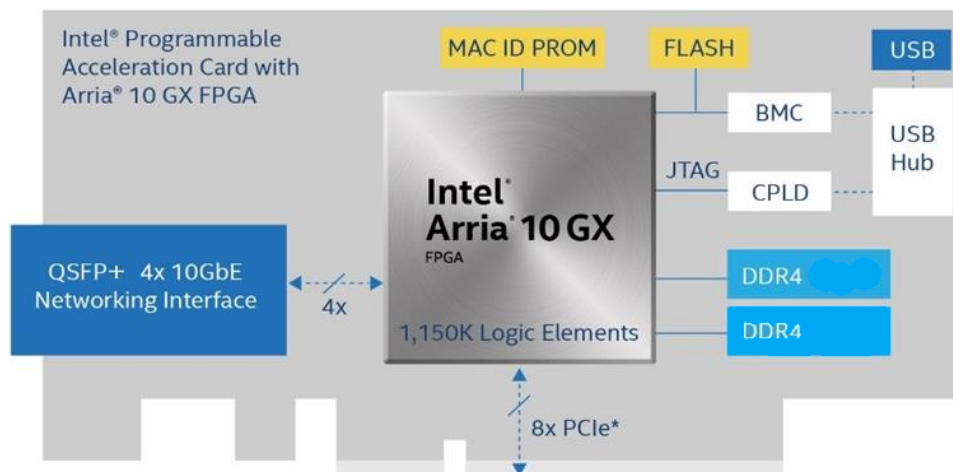 Intel® Programmable
Acceleration Card with
Arria® 10 GX FPGA
MAC ID PROM
FLASH
USB
BMC
USB
Hub
JTAG
CPLD
Intel®
Arria® 10 GX
FPGA
1,150K Logic Elements
QSFP+ 4x 10GbE
Networking Interface
4x
DDR4
DDR4
8x PCIe*